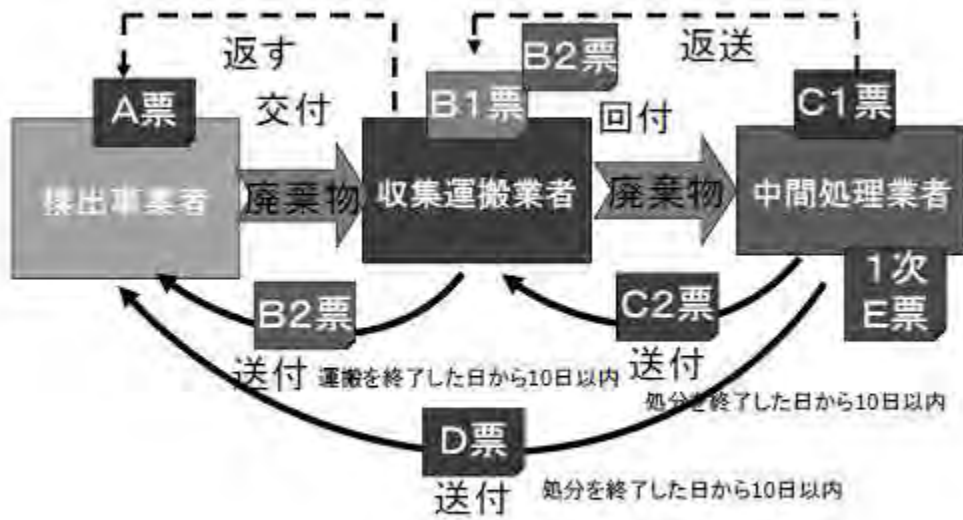 返す
B2票
返送
A票
交付
B1票
回付
C1票
排出事業者
廃棄物
収集運搬業者
廃棄物
中間処理業者
1次
E票
B2票
C2票
送付 運搬を終了した日から10日以内
送付
処分を終了した日から10日以内
D票
送付
処分を終了した日から10日以内